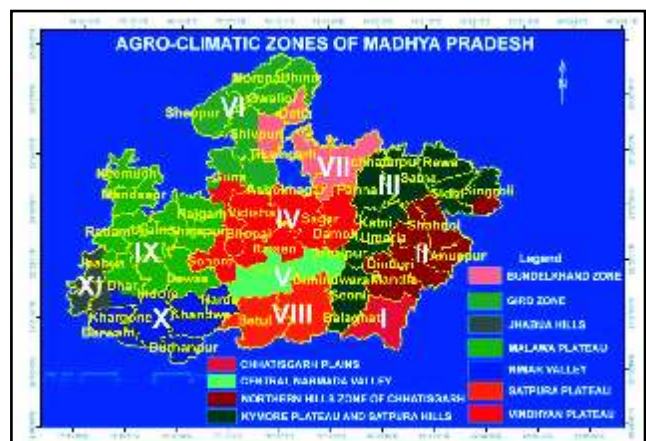 AGRO-CLIMATIC ZONES OF MADHYA PRADESH
N
Morena
Bhind
Gwalior
VI
Datia
Sheopur
Shivpuri
VII
Chhatarpur
Rewa
Neemuch
Satna
Mandsaur
Guna
Panna
III
Sidhi
Singroli
Ashoknagar
Rajgarh
Vidisha
IV
Sagar
Katni
Shahdol
Ratlam
Ujjain
Shajapur
Bhopal
Damoh
Umaria
II
Anuppur
IX
Raisen
Jhabua
Sehore
Dindori
XI
Dhar
Dewas
V
Chhindwara
Mandla
Indore
Harda
Seoni
X
Khandwa
VIII
Balaghat
I
Khargone
Betul
Barwani
Burhanpur
Legend
BUNDELKHAND ZONE
GIRD ZONE
JHABUA HILLS
MALAWA PLATEAU
NIMAR VALLEY
SATPURA PLATEAU
VINDHYAN PLATEAU
CHHATISGARH PLAINS
CENTRAL NARMADA VALLEY
NORTHERN HILLS ZONE OF CHHATISGARH
KYMORE PLATEAU AND SATPURA HILLS